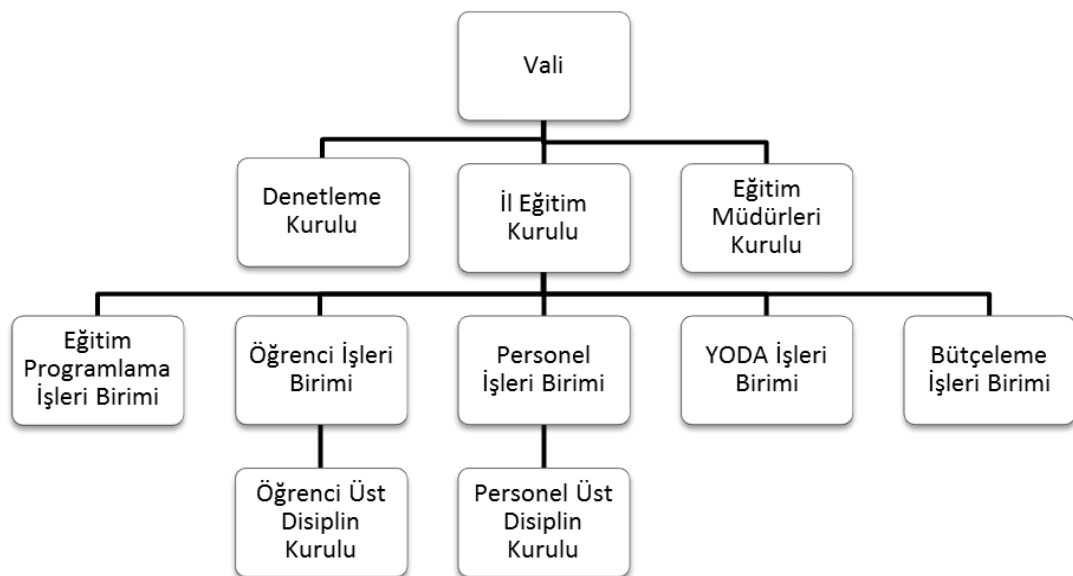 Vali
Denetleme
Kurulu
İl Eğitim
Kurulu
Eğitim
Müdürleri
Kurulu
Eğitim
Programlama
İşleri Birimi
Öğrenci İşleri
Birimi
Personel
İşleri Birimi
YODA İşleri
Birimi
Bütçeleme
İşleri Birimi
Öğrenci Üst
Disiplin
Kurulu
Personel Üst
Disiplin
Kurulu